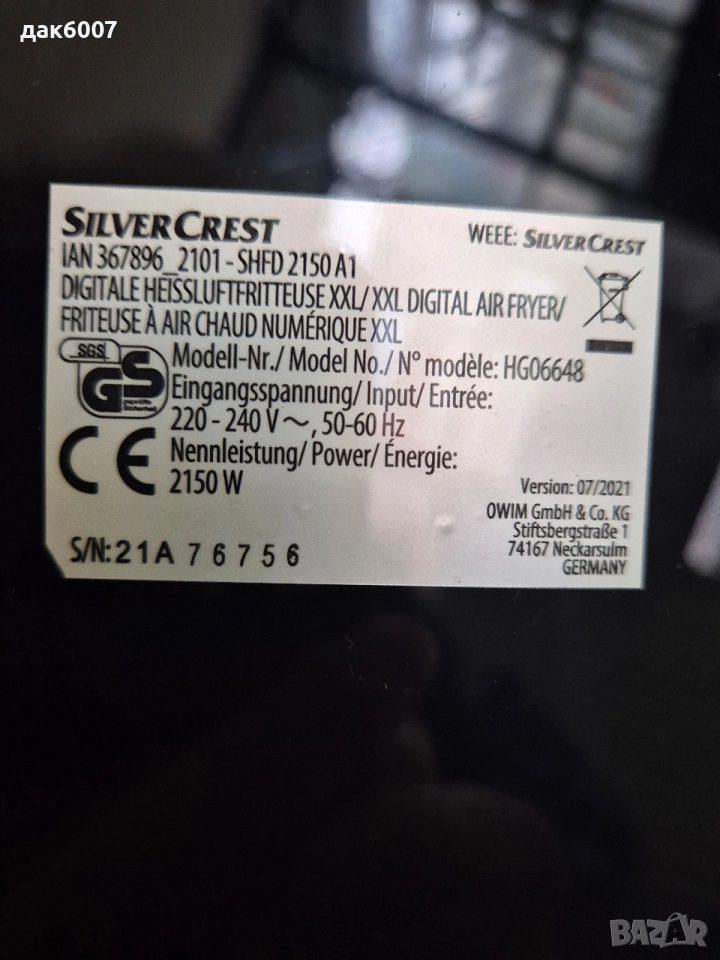 дак6007
SILVERCREST
WEEE: SILVERCREST
IAN 367896_2101 - SHFD 2150 A1
DIGITALE HEISSLUFTFRITTEUSE XXL/ XXL DIGITAL AIR FRYER/
FRITEUSE À AIR CHAUD NUMÉRIQUE XXL
SGS
GS
geprüfte
Sicherheit
Modell-Nr./ Model No./ N° modèle: HG06648
Eingangsspannung/ Input/ Entrée:
220 - 240 V ~, 50-60 Hz
CE
Nennleistung/ Power/ Énergie:
2150 W
Version: 07/2021
OWIM GmbH & Co. KG
Stiftsbergstraße 1
74167 Neckarsulm
GERMANY
S/N: 21A 76756
BAZAR